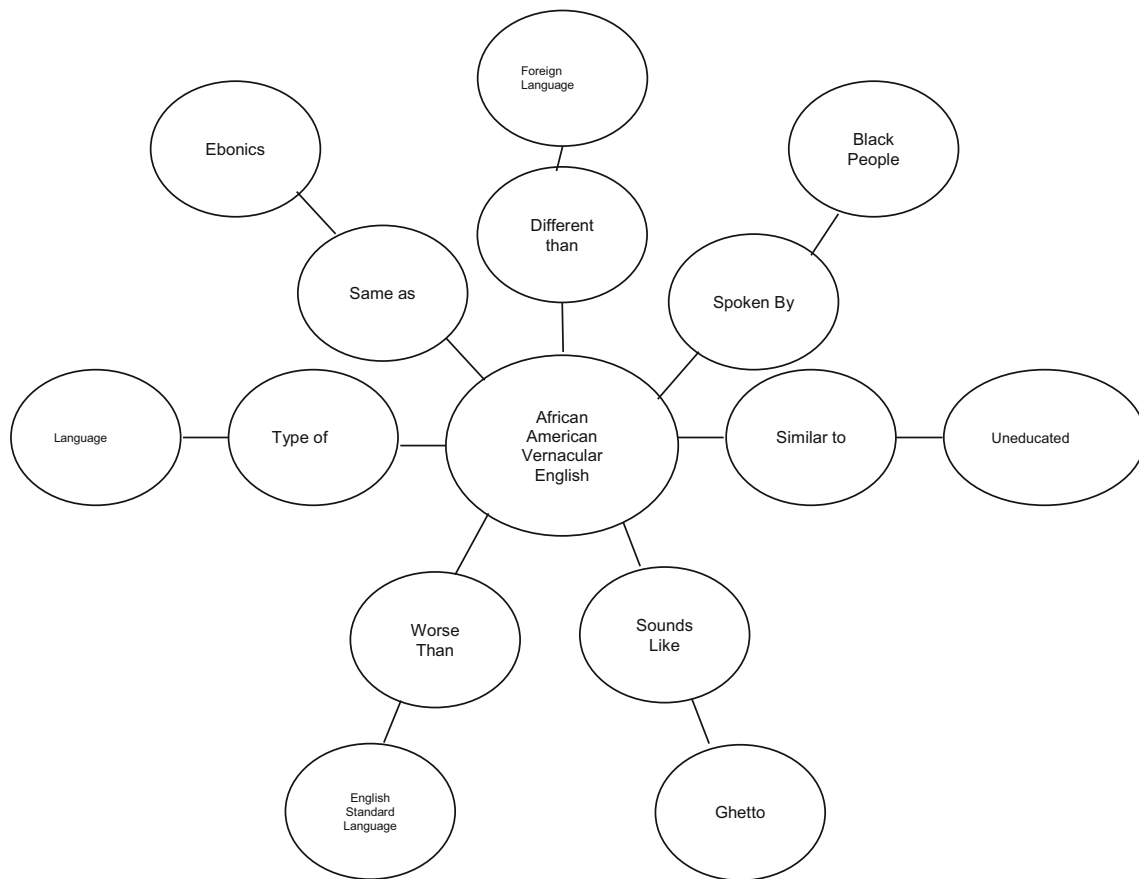 Foreign
Language
Ebonics
Black
People
Different
than
Same as
Spoken By
Language
Type of
African
American
Vernacular
English
Similar to
Uneducated
Worse
Than
Sounds
Like
English
Standard
Language
Ghetto